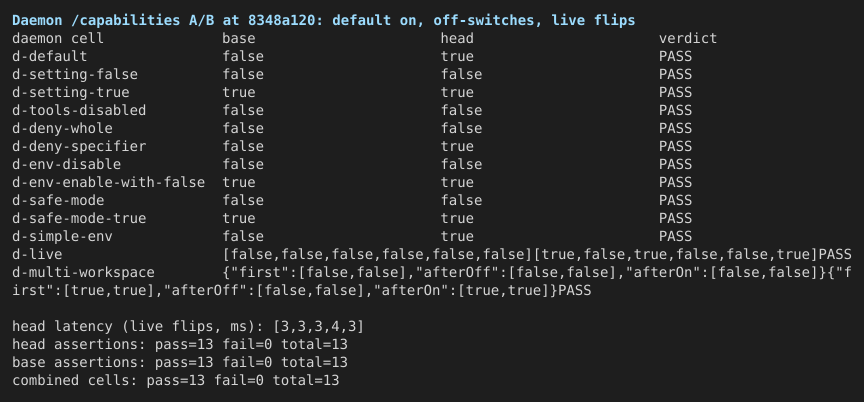 Daemon /capabilities A/B at 8348a120: default on, off-switches, live flips
daemon cell base head verdict
d-default false true PASS
d-setting-false false false PASS
d-setting-true true true PASS
d-tools-disabled false false PASS
d-deny-whole false false PASS
d-deny-specifier false true PASS
d-env-disable false false PASS
d-env-enable-with-false true true PASS
d-safe-mode false false PASS
d-safe-mode-true true true PASS
d-simple-env false true PASS
d-live [false,false,false,false,false,false][true,false,true,false,false,true]PASS
d-multi-workspace {"first":[false,false],"afterOff":[false,false],"afterOn":[false,false]}{"f
irst":[true,true],"afterOff":[false,false],"afterOn":[true,true]}PASS
head latency (live flips, ms): [3,3,3,4,3]
head assertions: pass=13 fail=0 total=13
base assertions: pass=13 fail=0 total=13
combined cells: pass=13 fail=0 total=13